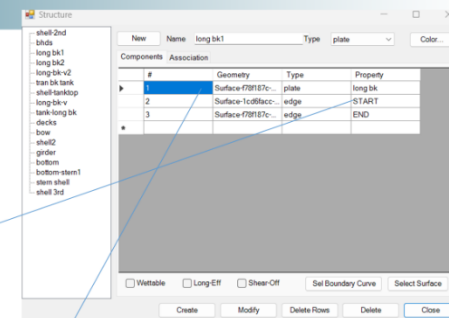 Structure
shell-2nd
bhds
long bk1
long bk2
long-bk-v2
tran bk tank
shell-tanktop
long-bk-v
tank-long bk
decks
bow
shell2
girder
bottom
bottom-stern1
stern shell
shell 3rd
New Name long bk1 Type plate Color...
Components Association
# Geometry Type Property
1 Surface-f78f187c-... plate long bk
2 Surface-1cd6facc-... edge START
3 Surface-f78f187c-... edge END
Wettable Long-Eff Shear-Off Sel Boundary Curve Select Surface
Create Modify Delete Rows Delete Close